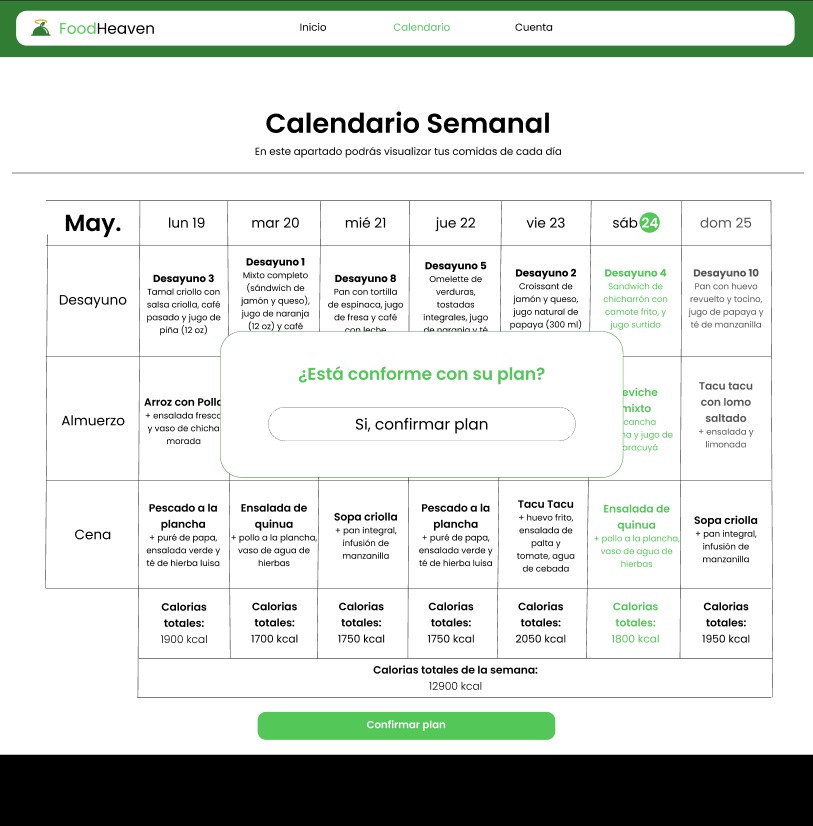 FoodHeaven
Inicio
Calendario
Cuenta
Calendario Semanal
En este apartado podrás visualizar tus comidas de cada día
May.
lun 19
mar 20
mié 21
jue 22
vie 23
sáb 24
dom 25
Desayuno
Desayuno 3
Tamal criollo con
salsa criolla, café
pasado y jugo de
piña (12 oz)
Desayuno 1
Mixto completo
(sándwich de
jamón y queso),
jugo de naranja
(12 oz) y café
Desayuno 8
Pan con tortilla
de espinaca, jugo
de fresa y café
con leche
Desayuno 5
Omelette de
verduras,
tostadas
integrales, jugo
de naranja y té
Desayuno 2
Croissant de
jamón y queso,
jugo natural de
papaya (300 ml)
Desayuno 4
Sandwich de
chicharrón con
camote frito, y
jugo surtido
Desayuno 10
Pan con huevo
revuelto y tocino,
jugo de papaya y
té de manzanilla
¿Está conforme con su plan?
Si, confirmar plan
Almuerzo
Arroz con Pollo
+ ensalada fresca
y vaso de chicha
morada
eviche
mixto
cancha
y jugo de
aracuyá
Tacu tacu
con lomo
saltado
+ ensalada y
limonada
Cena
Pescado a la
plancha
+ puré de papa,
ensalada verde y
té de hierba luisa
Ensalada de
quinua
+ pollo a la plancha,
vaso de agua de
hierbas
Sopa criolla
+ pan integral,
infusión de
manzanilla
Pescado a la
plancha
+ puré de papa,
ensalada verde y
té de hierba luisa
Tacu Tacu
+ huevo frito,
ensalada de
palta y
tomate, agua
de cebada
Ensalada de
quinua
+ pollo a la plancha,
vaso de agua de
hierbas
Sopa criolla
+ pan integral,
infusión de
manzanilla
Calorias
totales:
1900 kcal
Calorias
totales:
1700 kcal
Calorias
totales:
1750 kcal
Calorias
totales:
1750 kcal
Calorias
totales:
2050 kcal
Calorias
totales:
1800 kcal
Calorias
totales:
1950 kcal
Calorias totales de la semana:
12900 kcal
Confirmar plan